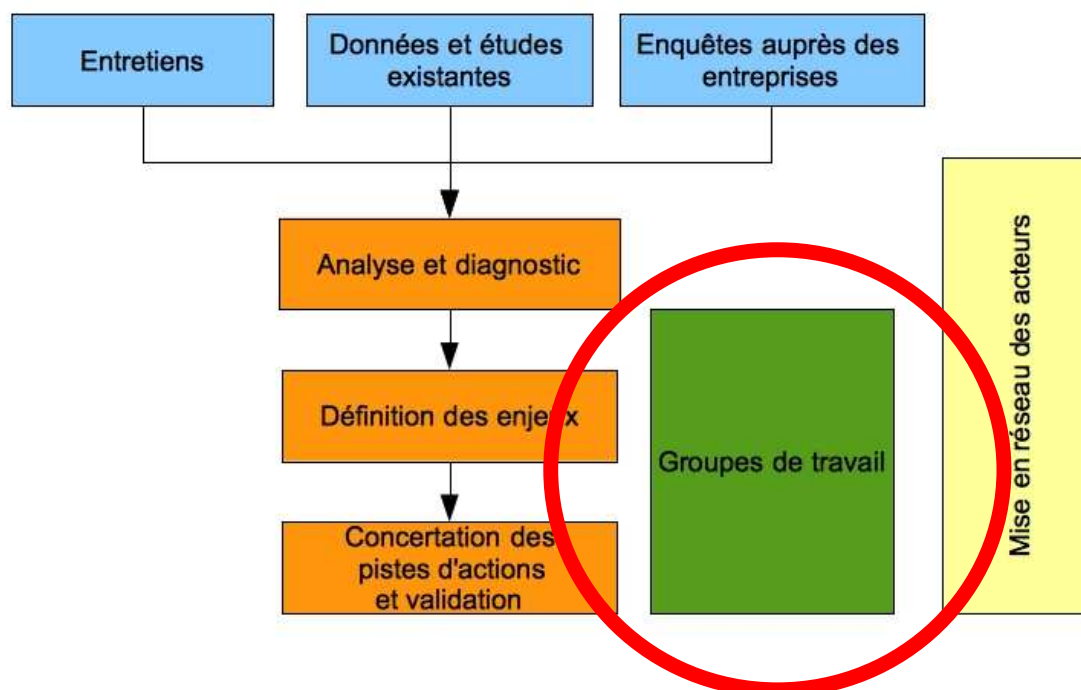 Entretiens
Données et études
existantes
Enquêtes auprès des
entreprises
Analyse et diagnostic
Définition des enjeux
Concertation des
pistes d'actions
et validation
Groupes de travail
Mise en réseau des acteurs